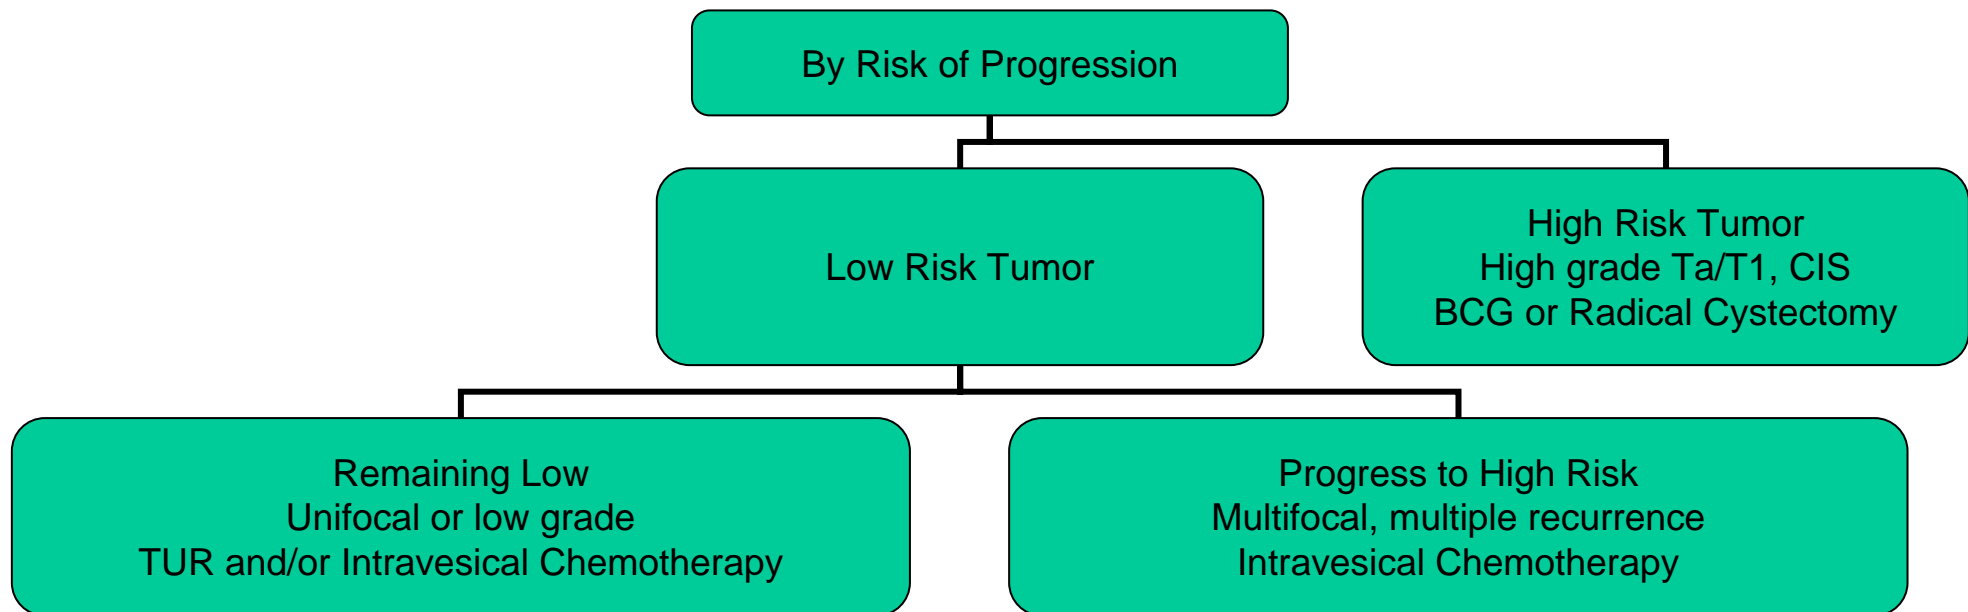 By Risk of Progression
Low Risk Tumor
High Risk Tumor
High grade Ta/T1, CIS
BCG or Radical Cystectomy
Remaining Low
Unifocal or low grade
TUR and/or Intravesical Chemotherapy
Progress to High Risk
Multifocal, multiple recurrence
Intravesical Chemotherapy